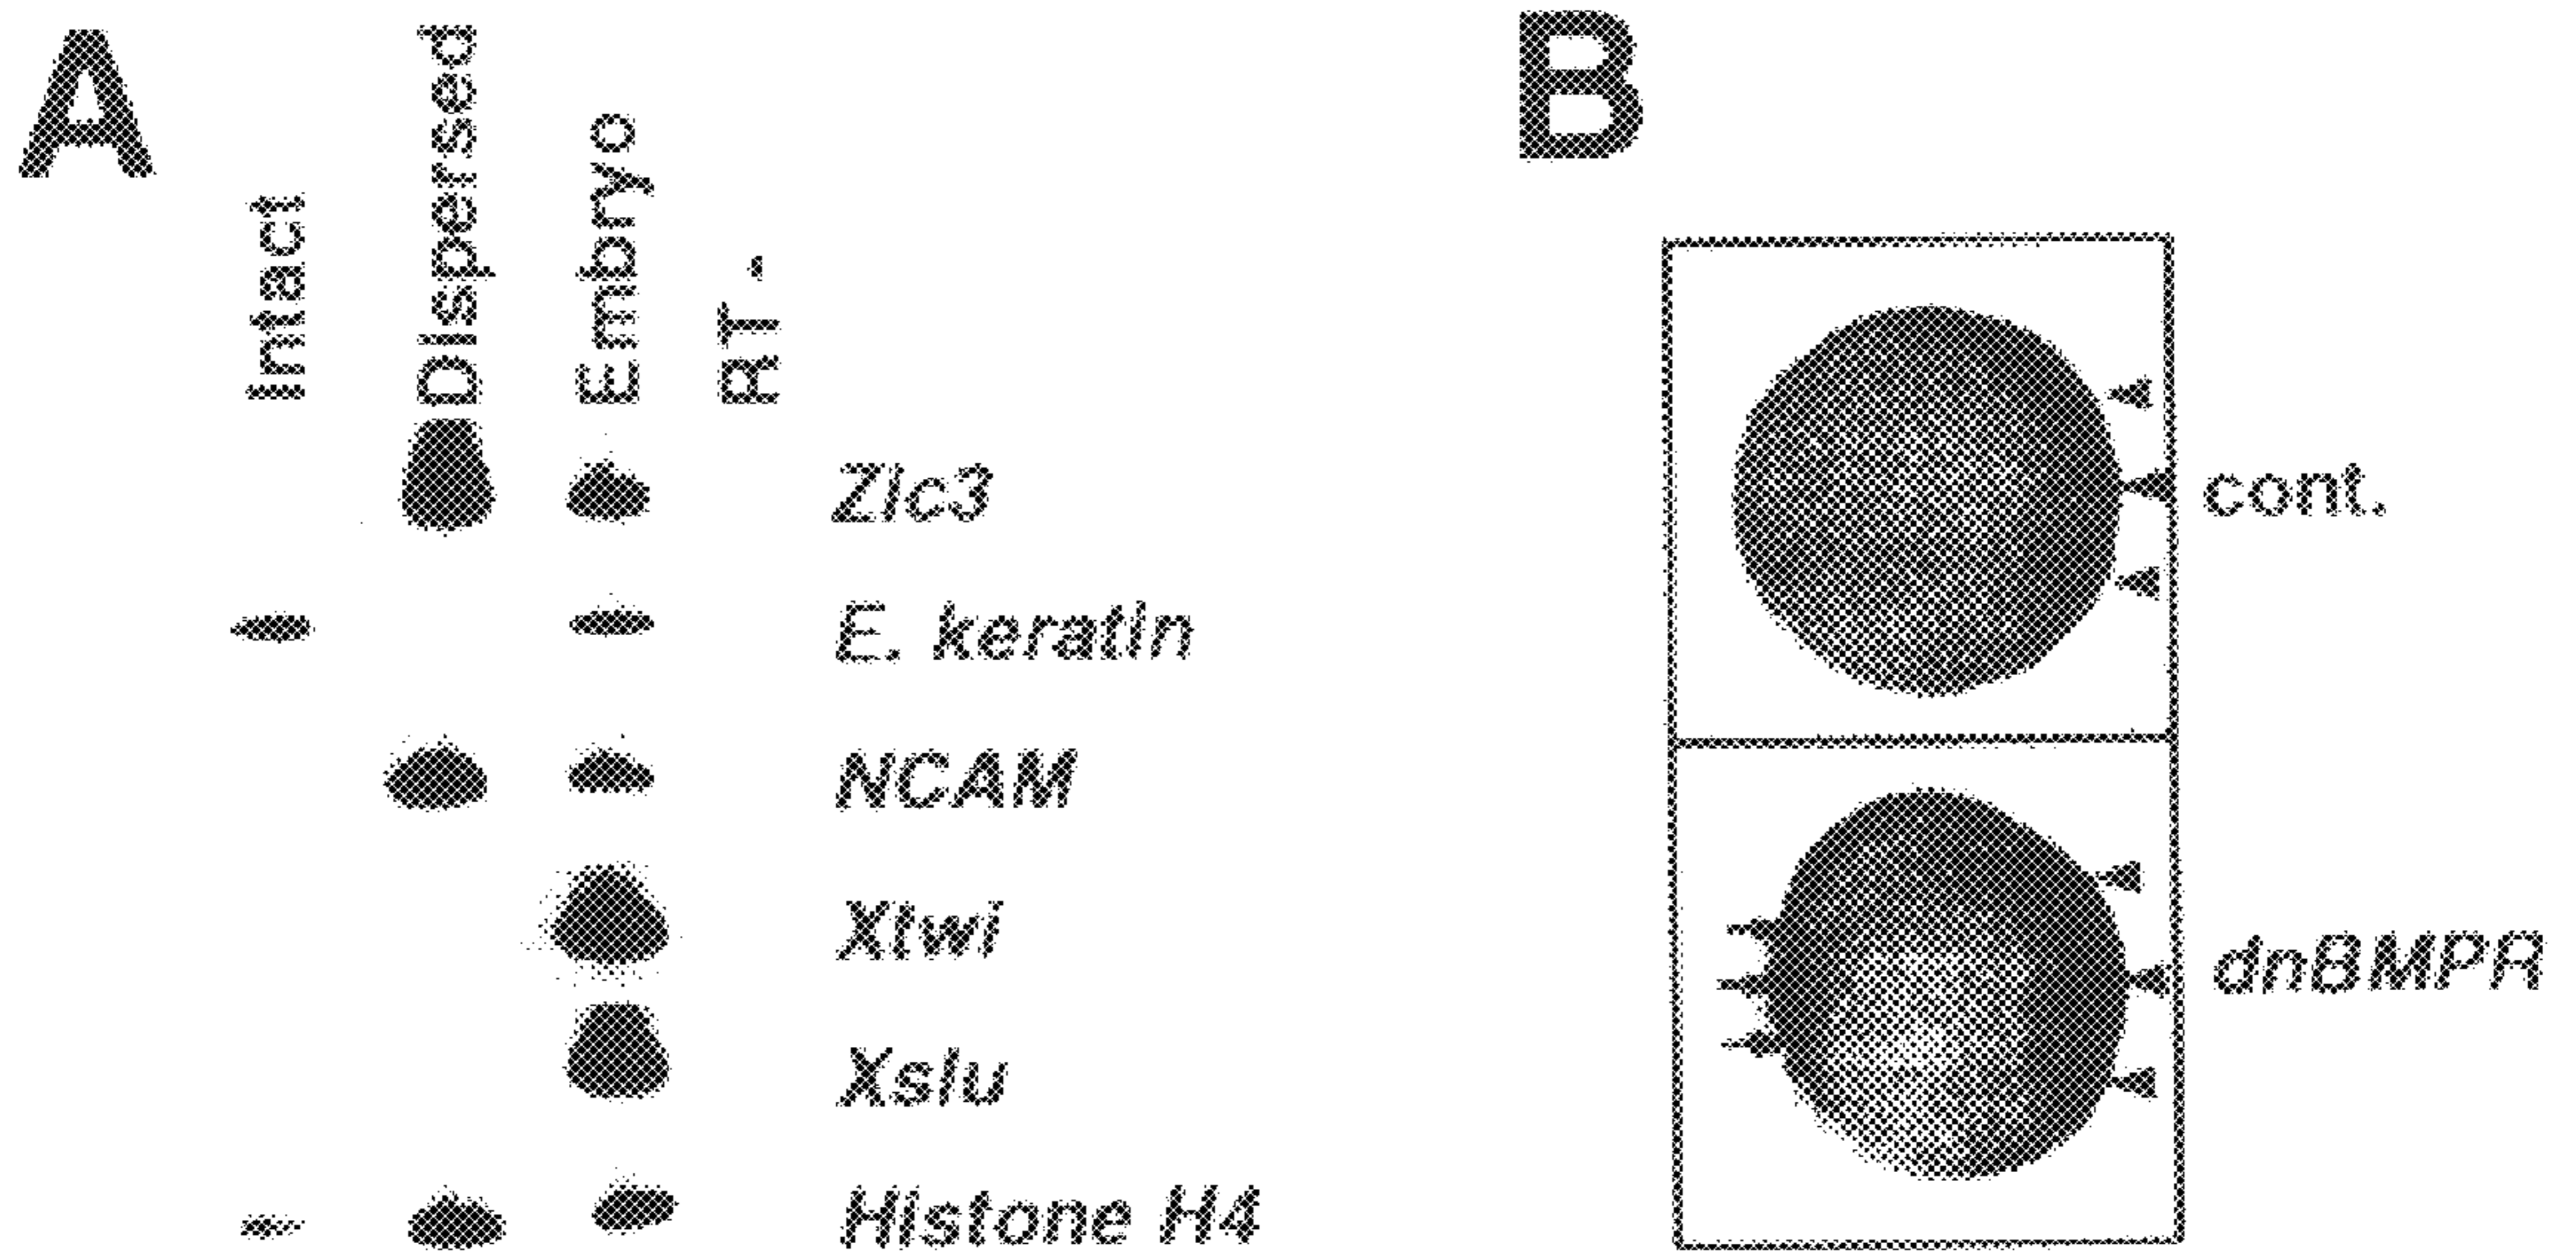 A
B
Intact
Dispersed
Embryo
RT -
Zic3
E. keratin
NCAM
Xtwi
Xslu
Histone H4
cont.
dnBMPR